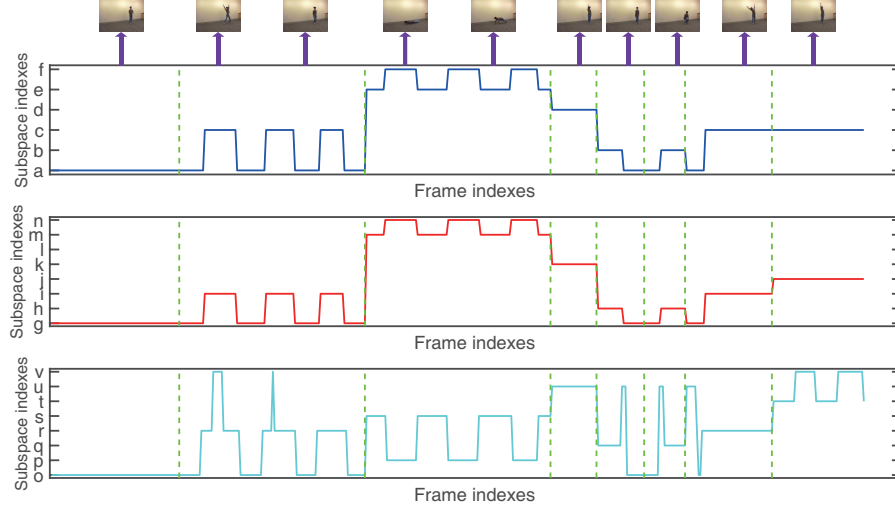 Subspace indexes
f
e
d
c
b
a
Frame indexes
Subspace indexes
n
m
l
k
j
i
h
g
Frame indexes
Subspace indexes
v
u
t
s
r
q
p
o
Frame indexes